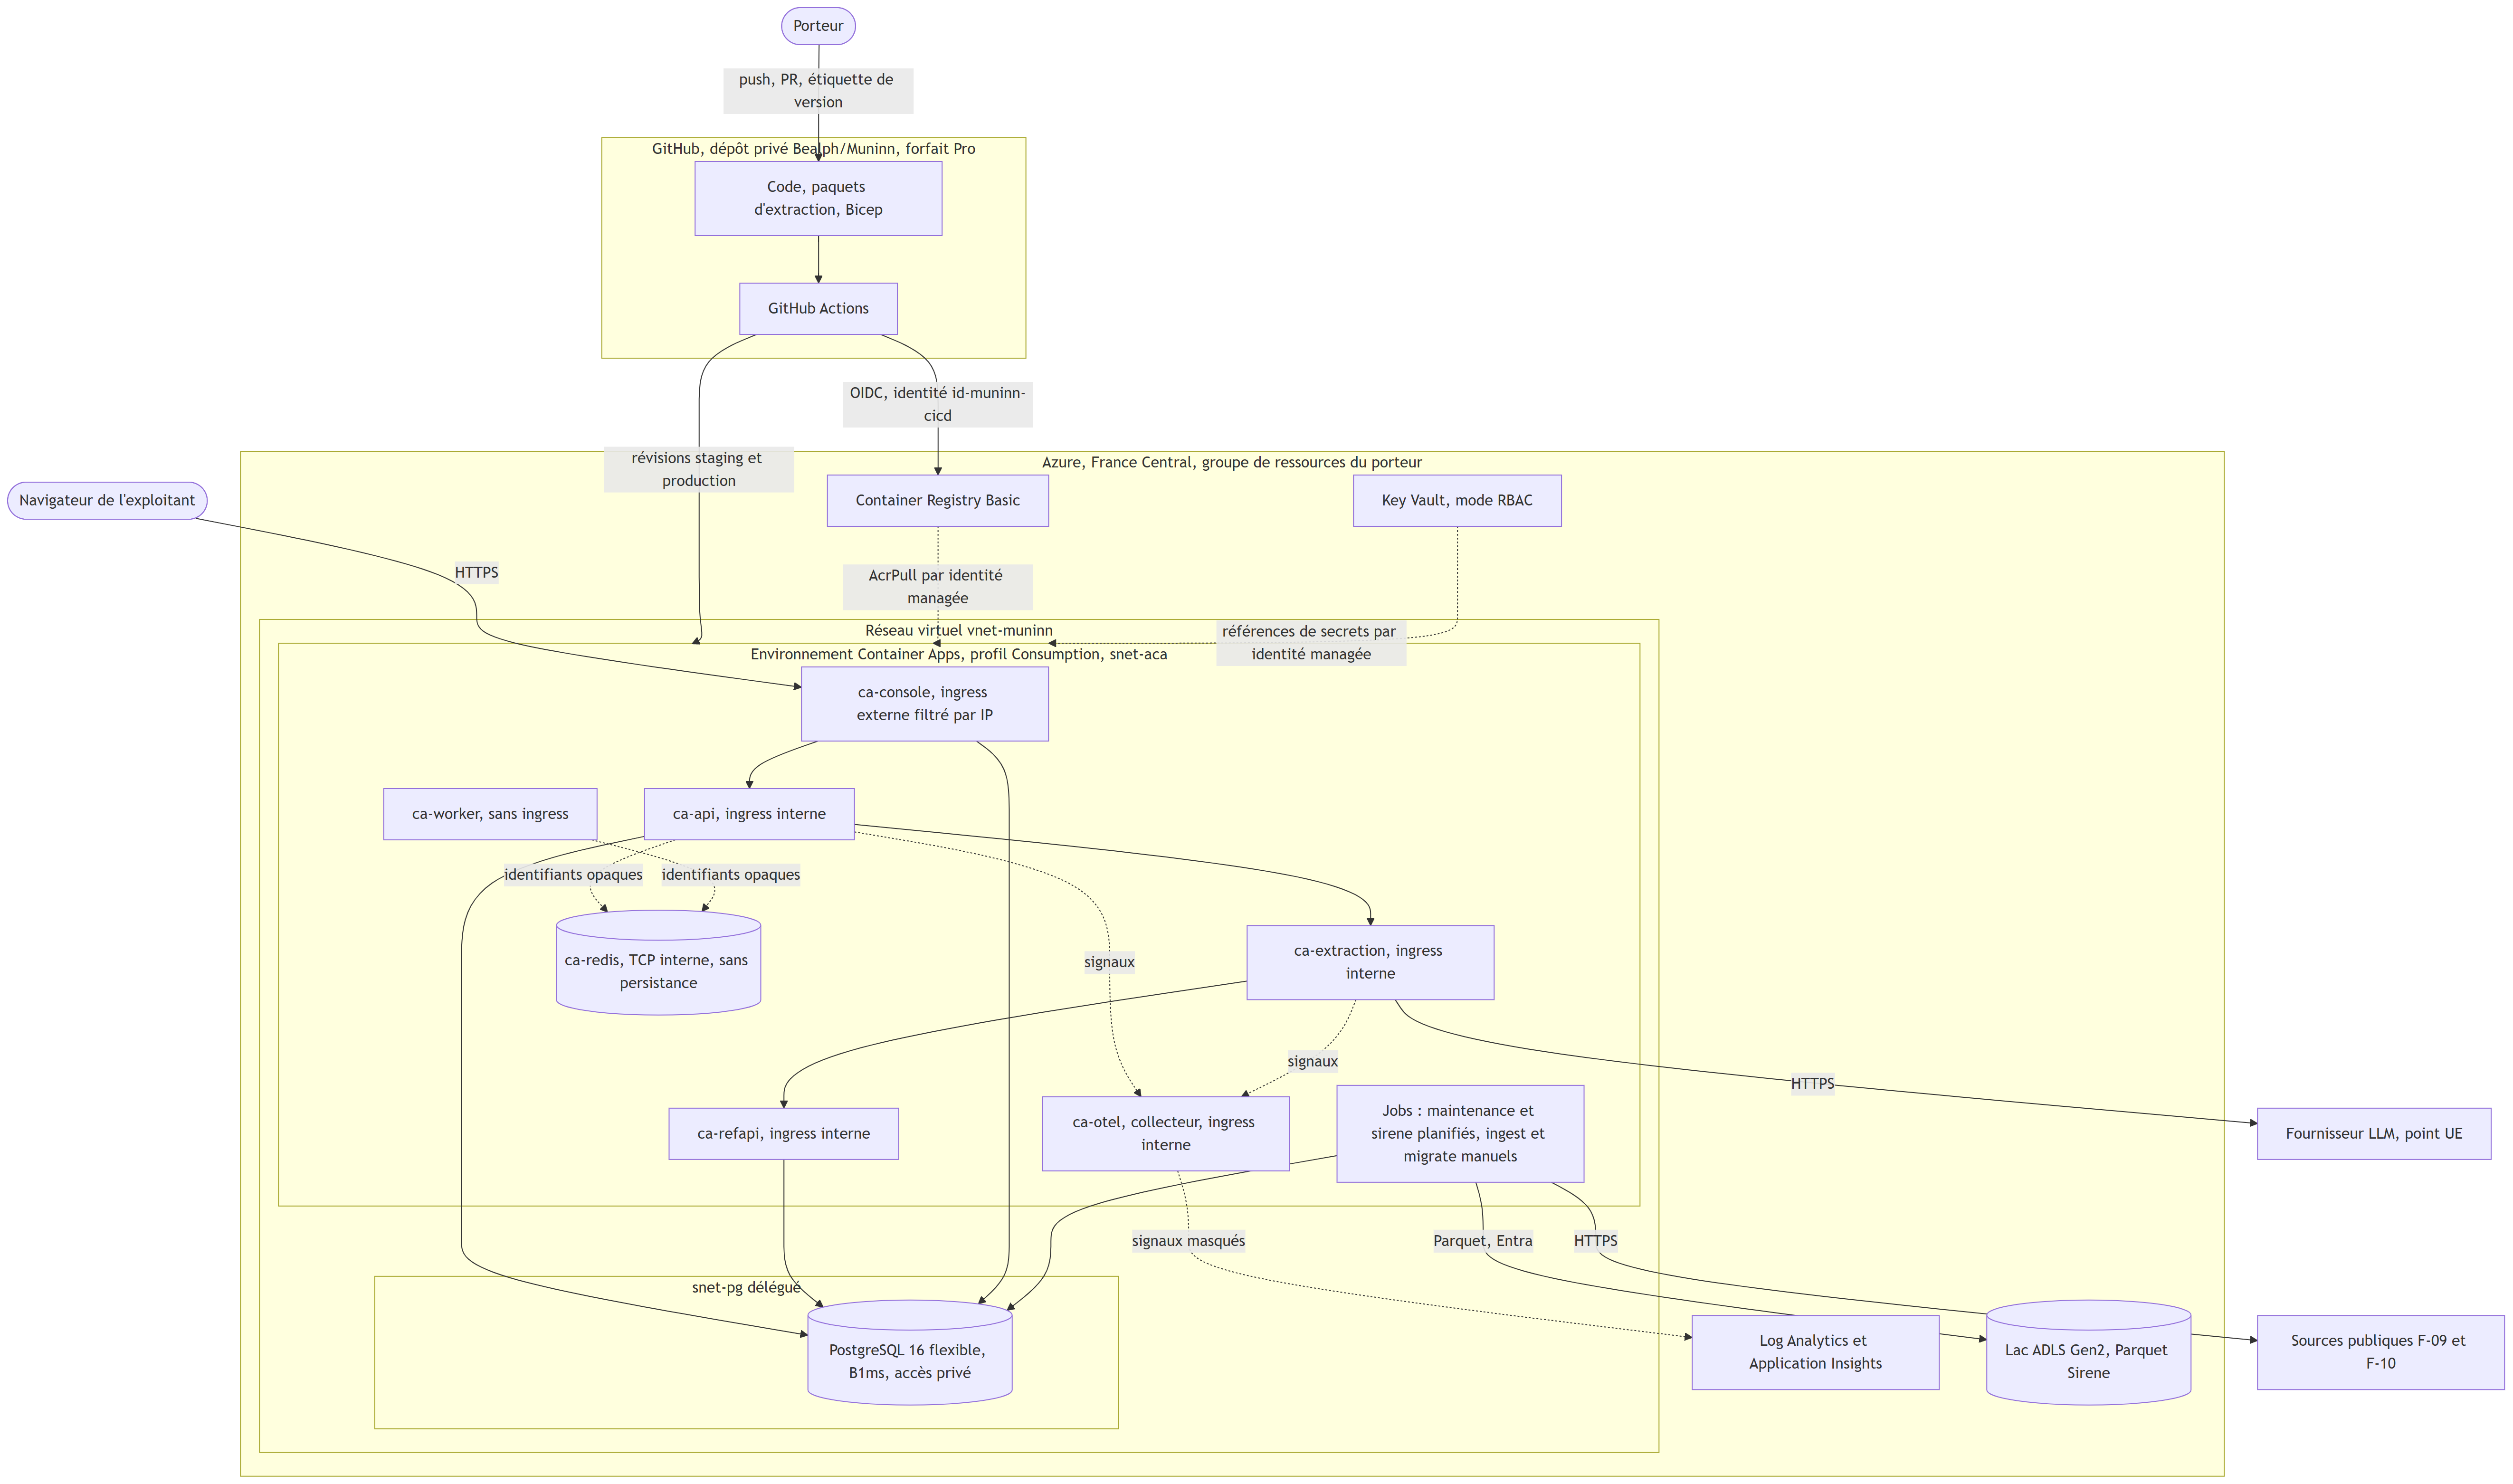 Porteur
push, PR, étiquette de
version
GitHub, dépôt privé Bealph/Muninn, forfait Pro
Code, paquets
d'extraction, Bicep
GitHub Actions
OIDC, identité id-muninn-
cicd
révisions staging et
production
Azure, France Central, groupe de ressources du porteur
Navigateur de l'exploitant
Container Registry Basic
Key Vault, mode RBAC
HTTPS
AcrPull par identité
managée
Réseau virtuel vnet-muninn
références de secrets par
identité managée
Environnement Container Apps, profil Consumption, snet-aca
ca-console, ingress
externe filtré par IP
ca-worker, sans ingress
ca-api, ingress interne
identifiants opaques
identifiants opaques
ca-redis, TCP interne, sans
persistance
signaux
ca-extraction, ingress
interne
signaux
HTTPS
ca-refapi, ingress interne
ca-otel, collecteur, ingress
interne
Jobs : maintenance et
sirene planifiés, ingest et
migrate manuels
Fournisseur LLM, point UE
signaux masqués
Parquet, Entra
HTTPS
snet-pg délégué
PostgreSQL 16 flexible,
B1ms, accès privé
Log Analytics et
Application Insights
Lac ADLS Gen2, Parquet
Sirene
Sources publiques F-09 et
F-10